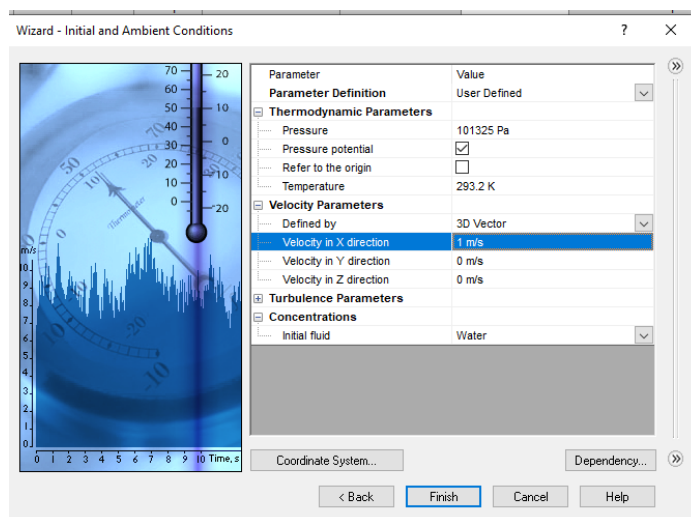 Wizard - Initial and Ambient Conditions ? ×
Parameter Value
Parameter Definition User Defined
Thermodynamic Parameters
Pressure 101325 Pa
Pressure potential
Refer to the origin
Temperature 293.2 K
Velocity Parameters
Defined by 3D Vector
Velocity in X direction 1 m/s
Velocity in Y direction 0 m/s
Velocity in Z direction 0 m/s
Turbulence Parameters
Concentrations
Initial fluid Water
70 20
60
50 10
40
30 0
20
10 -10
0 -20
Thermometer
m/s
10
9
8
7
6
5
4
3
2
1
0
0 1 2 3 4 5 6 7 8 9 10 Time, s
Coordinate System... Dependency...
< Back Finish Cancel Help